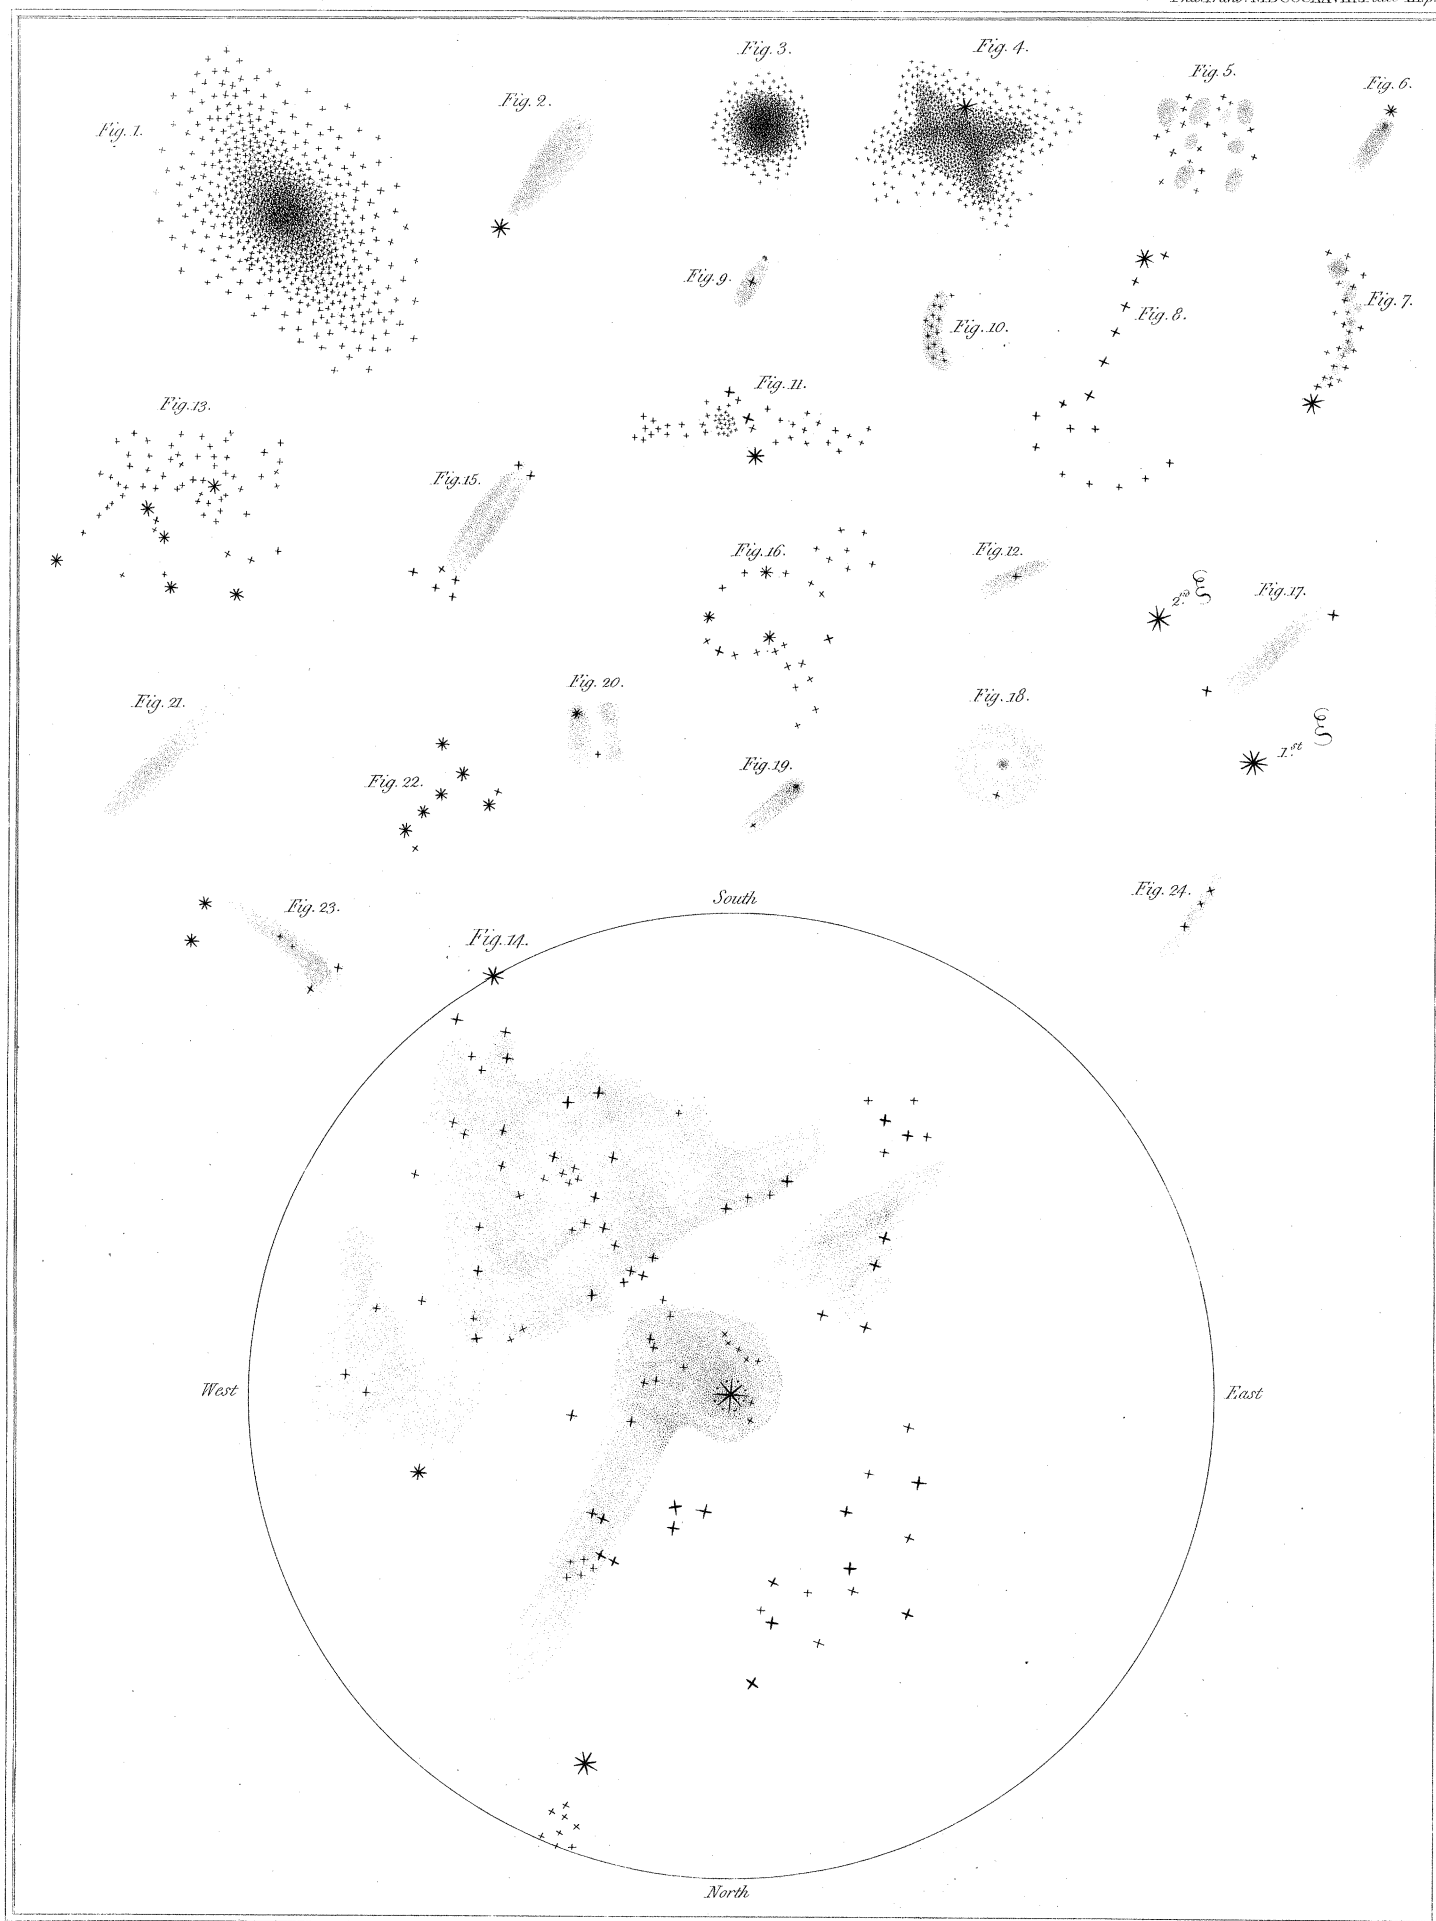 Fig. 3.
Fig. 4.
Fig. 5.
Fig. 6.
Fig. 2.
Fig. 1.
Fig. 9.
Fig. 10.
Fig. 8.
Fig. 7.
Fig. 11.
Fig. 13.
Fig. 15.
Fig. 16.
Fig. 12.
2.nd ξ
Fig. 17.
Fig. 21.
Fig. 20.
Fig. 18.
1.st ξ
Fig. 22.
Fig. 19.
Fig. 23.
South
Fig. 24.
Fig. 14.
West
East
North